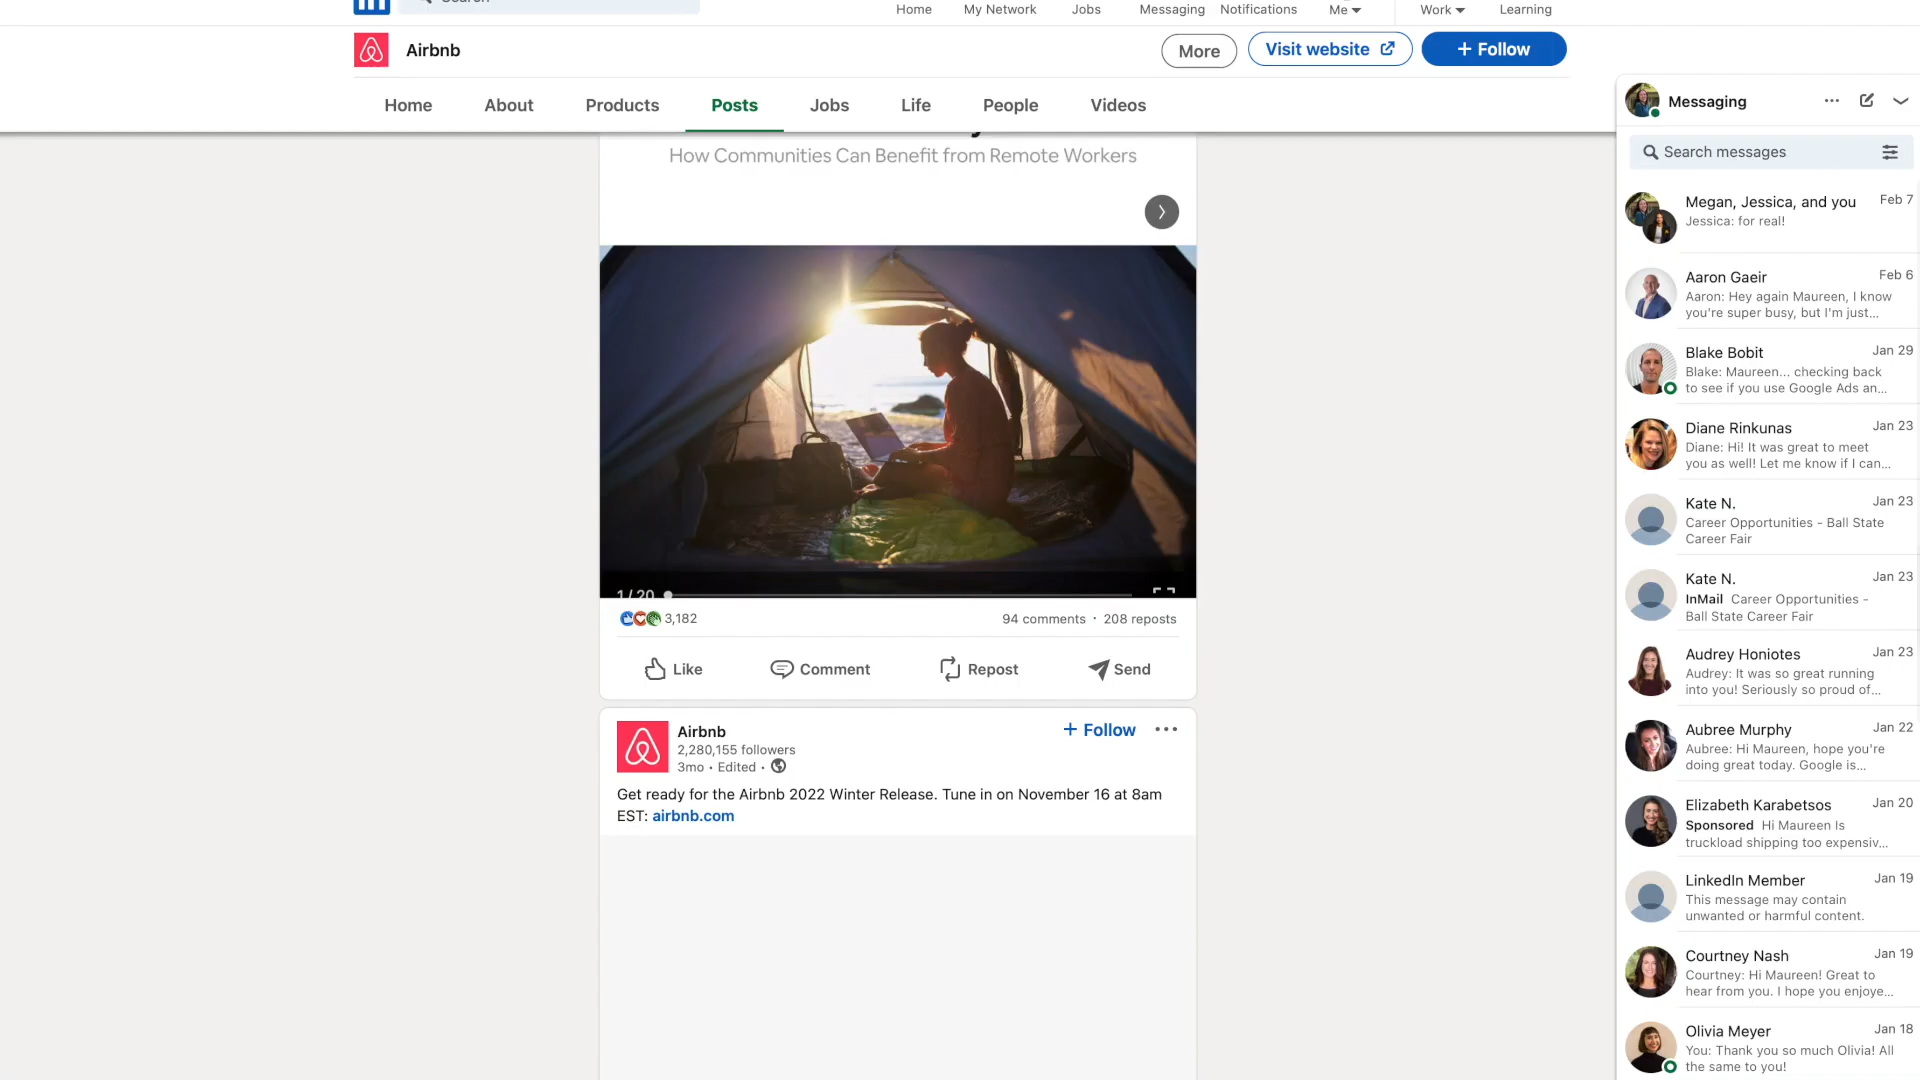 Search
Home
My Network
Jobs
Messaging
Notifications
Me
Work
Learning
Airbnb
More
Visit website
+ Follow
Home
About
Products
Posts
Jobs
Life
People
Videos
How Communities Can Benefit from Remote Workers
1 / 20
3,182
94 comments • 208 reposts
Like
Comment
Repost
Send
Airbnb
+ Follow
2,280,155 followers
3mo • Edited •
Get ready for the Airbnb 2022 Winter Release. Tune in on November 16 at 8am
EST: airbnb.com
Messaging
Search messages
Megan, Jessica, and you
Feb 7
Jessica: for real!
Aaron Gaeir
Feb 6
Aaron: Hey again Maureen, I know
you're super busy, but I'm just...
Blake Bobit
Jan 29
Blake: Maureen... checking back
to see if you use Google Ads an...
Diane Rinkunas
Jan 23
Diane: Hi! It was great to meet
you as well! Let me know if I can...
Kate N.
Jan 23
Career Opportunities - Ball State
Career Fair
Kate N.
Jan 23
InMail Career Opportunities -
Ball State Career Fair
Audrey Honiotes
Jan 23
Audrey: It was so great running
into you! Seriously so proud of...
Aubree Murphy
Jan 22
Aubree: Hi Maureen, hope you're
doing great today. Google is...
Elizabeth Karabetsos
Jan 20
Sponsored Hi Maureen Is
truckload shipping too expensiv...
LinkedIn Member
Jan 19
This message may contain
unwanted or harmful content.
Courtney Nash
Jan 19
Courtney: Hi Maureen! Great to
hear from you. I hope you enjoye...
Olivia Meyer
Jan 18
You: Thank you so much Olivia! All
the same to you!